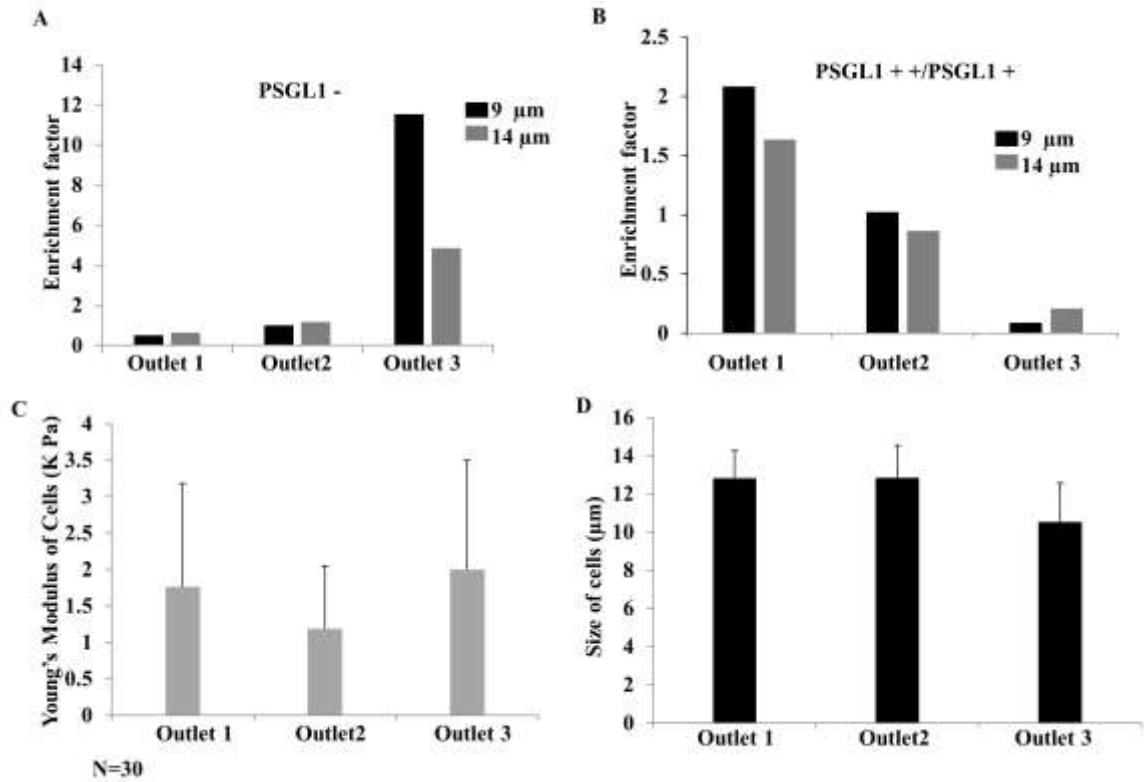 A
14
12
10
8
6
4
2
0
Enrichment factor
PSGL1 -
9 µm
14 µm
Outlet 1 Outlet2 Outlet 3
B
2.5
2
1.5
1
0.5
0
Enrichment factor
PSGL1 + +/PSGL1 +
9 µm
14 µm
Outlet 1 Outlet2 Outlet 3
C
4
3.5
3
2.5
2
1.5
1
0.5
0
Young's Modulus of Cells (K Pa)
Outlet 1 Outlet2 Outlet 3
N=30
D
16
14
12
10
8
6
4
2
0
Size of cells (µm)
Outlet 1 Outlet2 Outlet 3